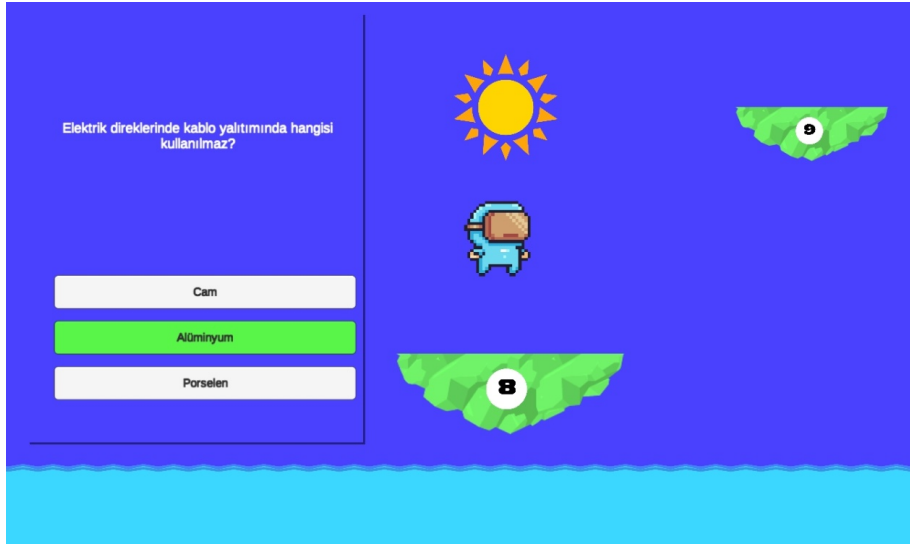 Elektrik direklerinde kablo yalıtımında hangisi
kullanılmaz?
Cam
Alüminyum
Porselen
9
8